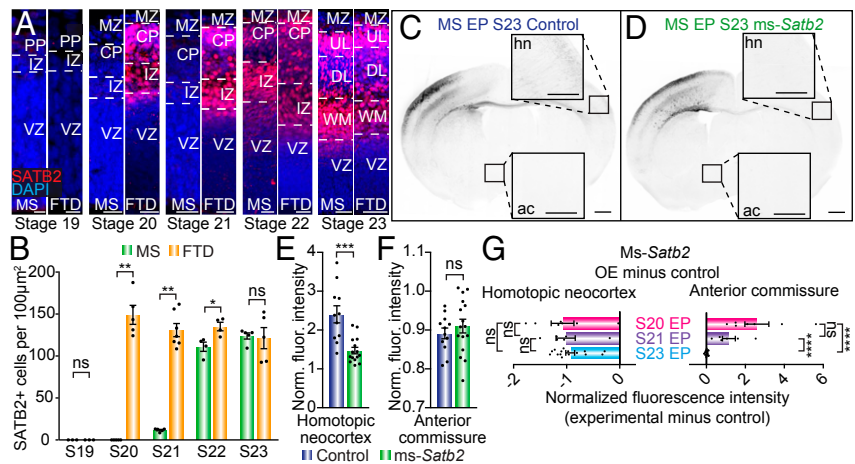 A
PP
IZ
VZ
SATB2
DAPI
MS
PP
IZ
VZ
FTD
Stage 19
MZ
CP
IZ
VZ
MS
MZ
CP
IZ
VZ
FTD
Stage 20
MZ
CP
IZ
VZ
MS
FTD
Stage 21
MZ
CP
IZ
VZ
MS
MZ
CP
IZ
VZ
FTD
Stage 22
MZ
UL
DL
WM
VZ
MS
MZ
UL
DL
WM
VZ
FTD
Stage 23
C
MS EP S23 Control
hn
ac
D
MS EP S23 ms-Satb2
hn
ac
B
MS FTD
SATB2+ cells per 100µm²
200
150
100
50
0
ns
**
**
*
ns
S19 S20 S21 S22 S23
E
Norm. fluor. intensity
4
3
2
1
0
***
Homotopic
neocortex
F
Norm. fluor. intensity
1.1
1.0
0.9
0.8
0.7
ns
Anterior
commissure
Control ms-Satb2
G
Ms-Satb2
OE minus control
Homotopic neocortex Anterior commissure
S20 EP
S21 EP
S23 EP
ns
ns
ns
ns
****
****
-2 -1 0
0 2 4 6
Normalized fluorescence intensity
(experimental minus control)